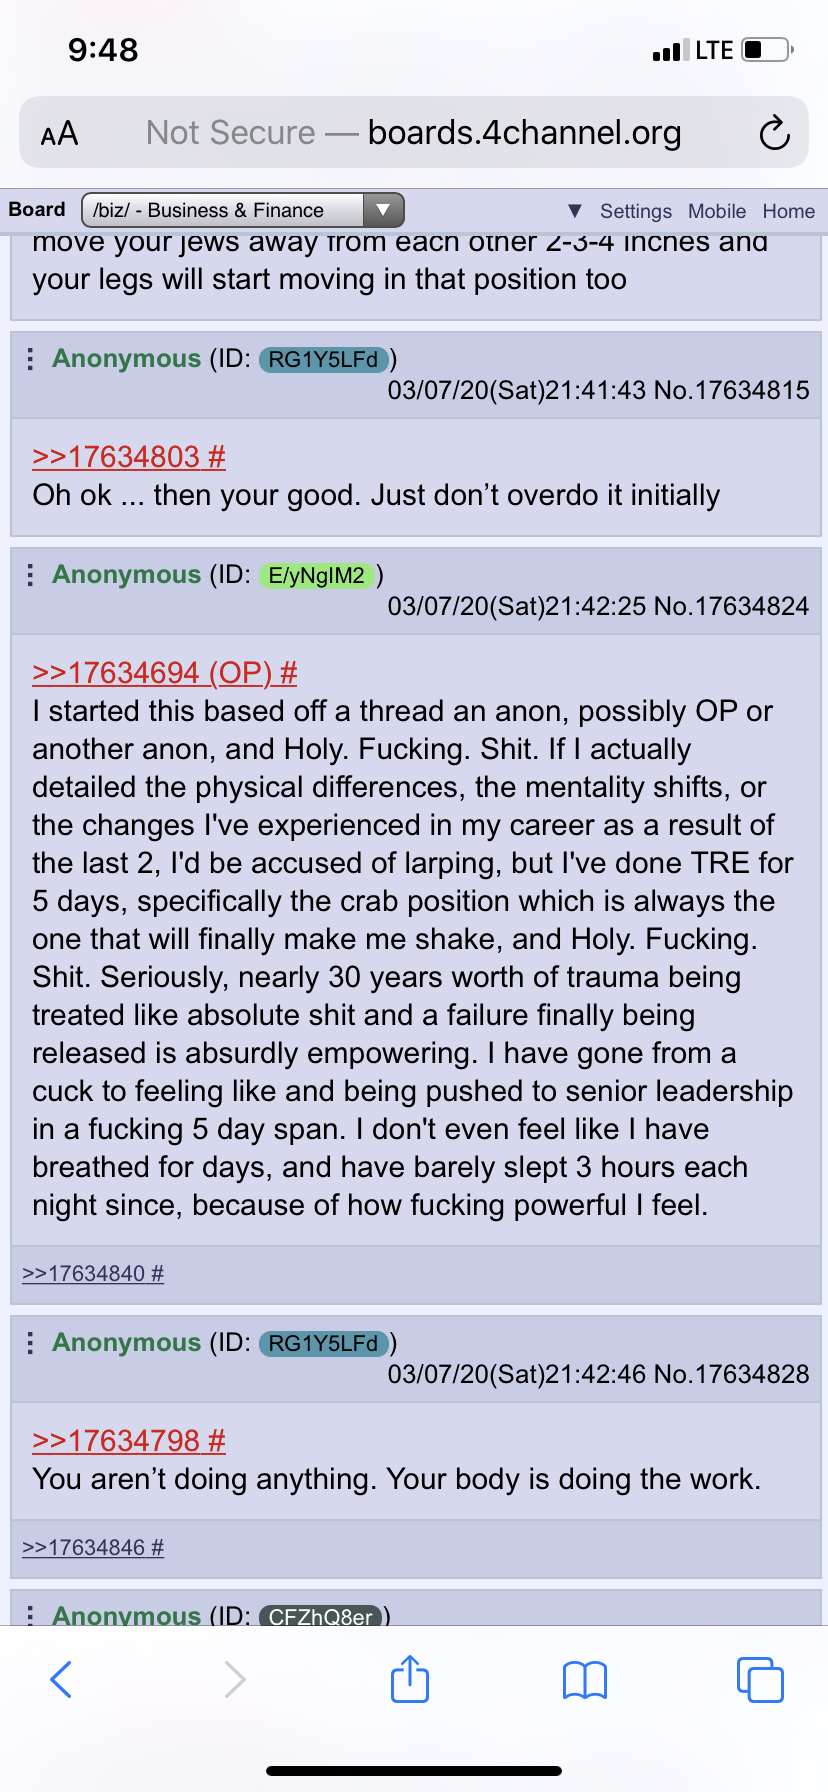 9:48 LTE
AA Not Secure — boards.4channel.org
Board /biz/ - Business & Finance ▼ ▼ Settings Mobile Home
move your jews away from each other 2-3-4 inches and
your legs will start moving in that position too
Anonymous (ID: RG1Y5LFd)
03/07/20(Sat)21:41:43 No.17634815
>>17634803 #
Oh ok ... then your good. Just don’t overdo it initially
Anonymous (ID: E/yNgIM2)
03/07/20(Sat)21:42:25 No.17634824
>>17634694 (OP) #
I started this based off a thread an anon, possibly OP or
another anon, and Holy. Fucking. Shit. If I actually
detailed the physical differences, the mentality shifts, or
the changes I've experienced in my career as a result of
the last 2, I'd be accused of larping, but I've done TRE for
5 days, specifically the crab position which is always the
one that will finally make me shake, and Holy. Fucking.
Shit. Seriously, nearly 30 years worth of trauma being
treated like absolute shit and a failure finally being
released is absurdly empowering. I have gone from a
cuck to feeling like and being pushed to senior leadership
in a fucking 5 day span. I don't even feel like I have
breathed for days, and have barely slept 3 hours each
night since, because of how fucking powerful I feel.
>>17634840 #
Anonymous (ID: RG1Y5LFd)
03/07/20(Sat)21:42:46 No.17634828
>>17634798 #
You aren’t doing anything. Your body is doing the work.
>>17634846 #
Anonymous (ID: CFZhQ8er)